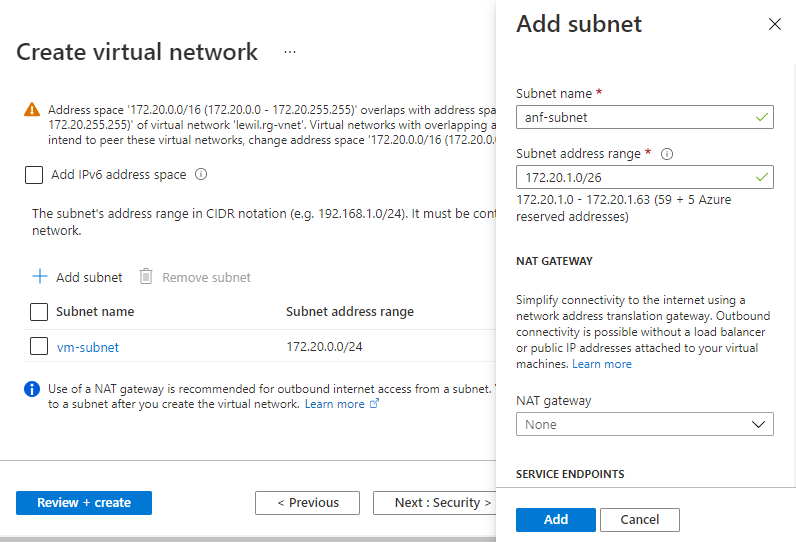 Create virtual network ...
Address space '172.20.0.0/16 (172.20.0.0 - 172.20.255.255)' overlaps with address spa
172.20.255.255)' of virtual network 'lewil.rg-vnet'. Virtual networks with overlapping a
intend to peer these virtual networks, change address space '172.20.0.0/16 (172.20.0.0
Add IPv6 address space
The subnet's address range in CIDR notation (e.g. 192.168.1.0/24). It must be cont
network.
Add subnet Remove subnet
Subnet name Subnet address range
vm-subnet 172.20.0.0/24
Use of a NAT gateway is recommended for outbound internet access from a subnet.
to a subnet after you create the virtual network. Learn more
Review + create < Previous Next : Security >
Add subnet
Subnet name *
anf-subnet
Subnet address range *
172.20.1.0/26
172.20.1.0 - 172.20.1.63 (59 + 5 Azure
reserved addresses)
NAT GATEWAY
Simplify connectivity to the internet using a
network address translation gateway. Outbound
connectivity is possible without a load balancer
or public IP addresses attached to your virtual
machines. Learn more
NAT gateway
None
SERVICE ENDPOINTS
Add Cancel